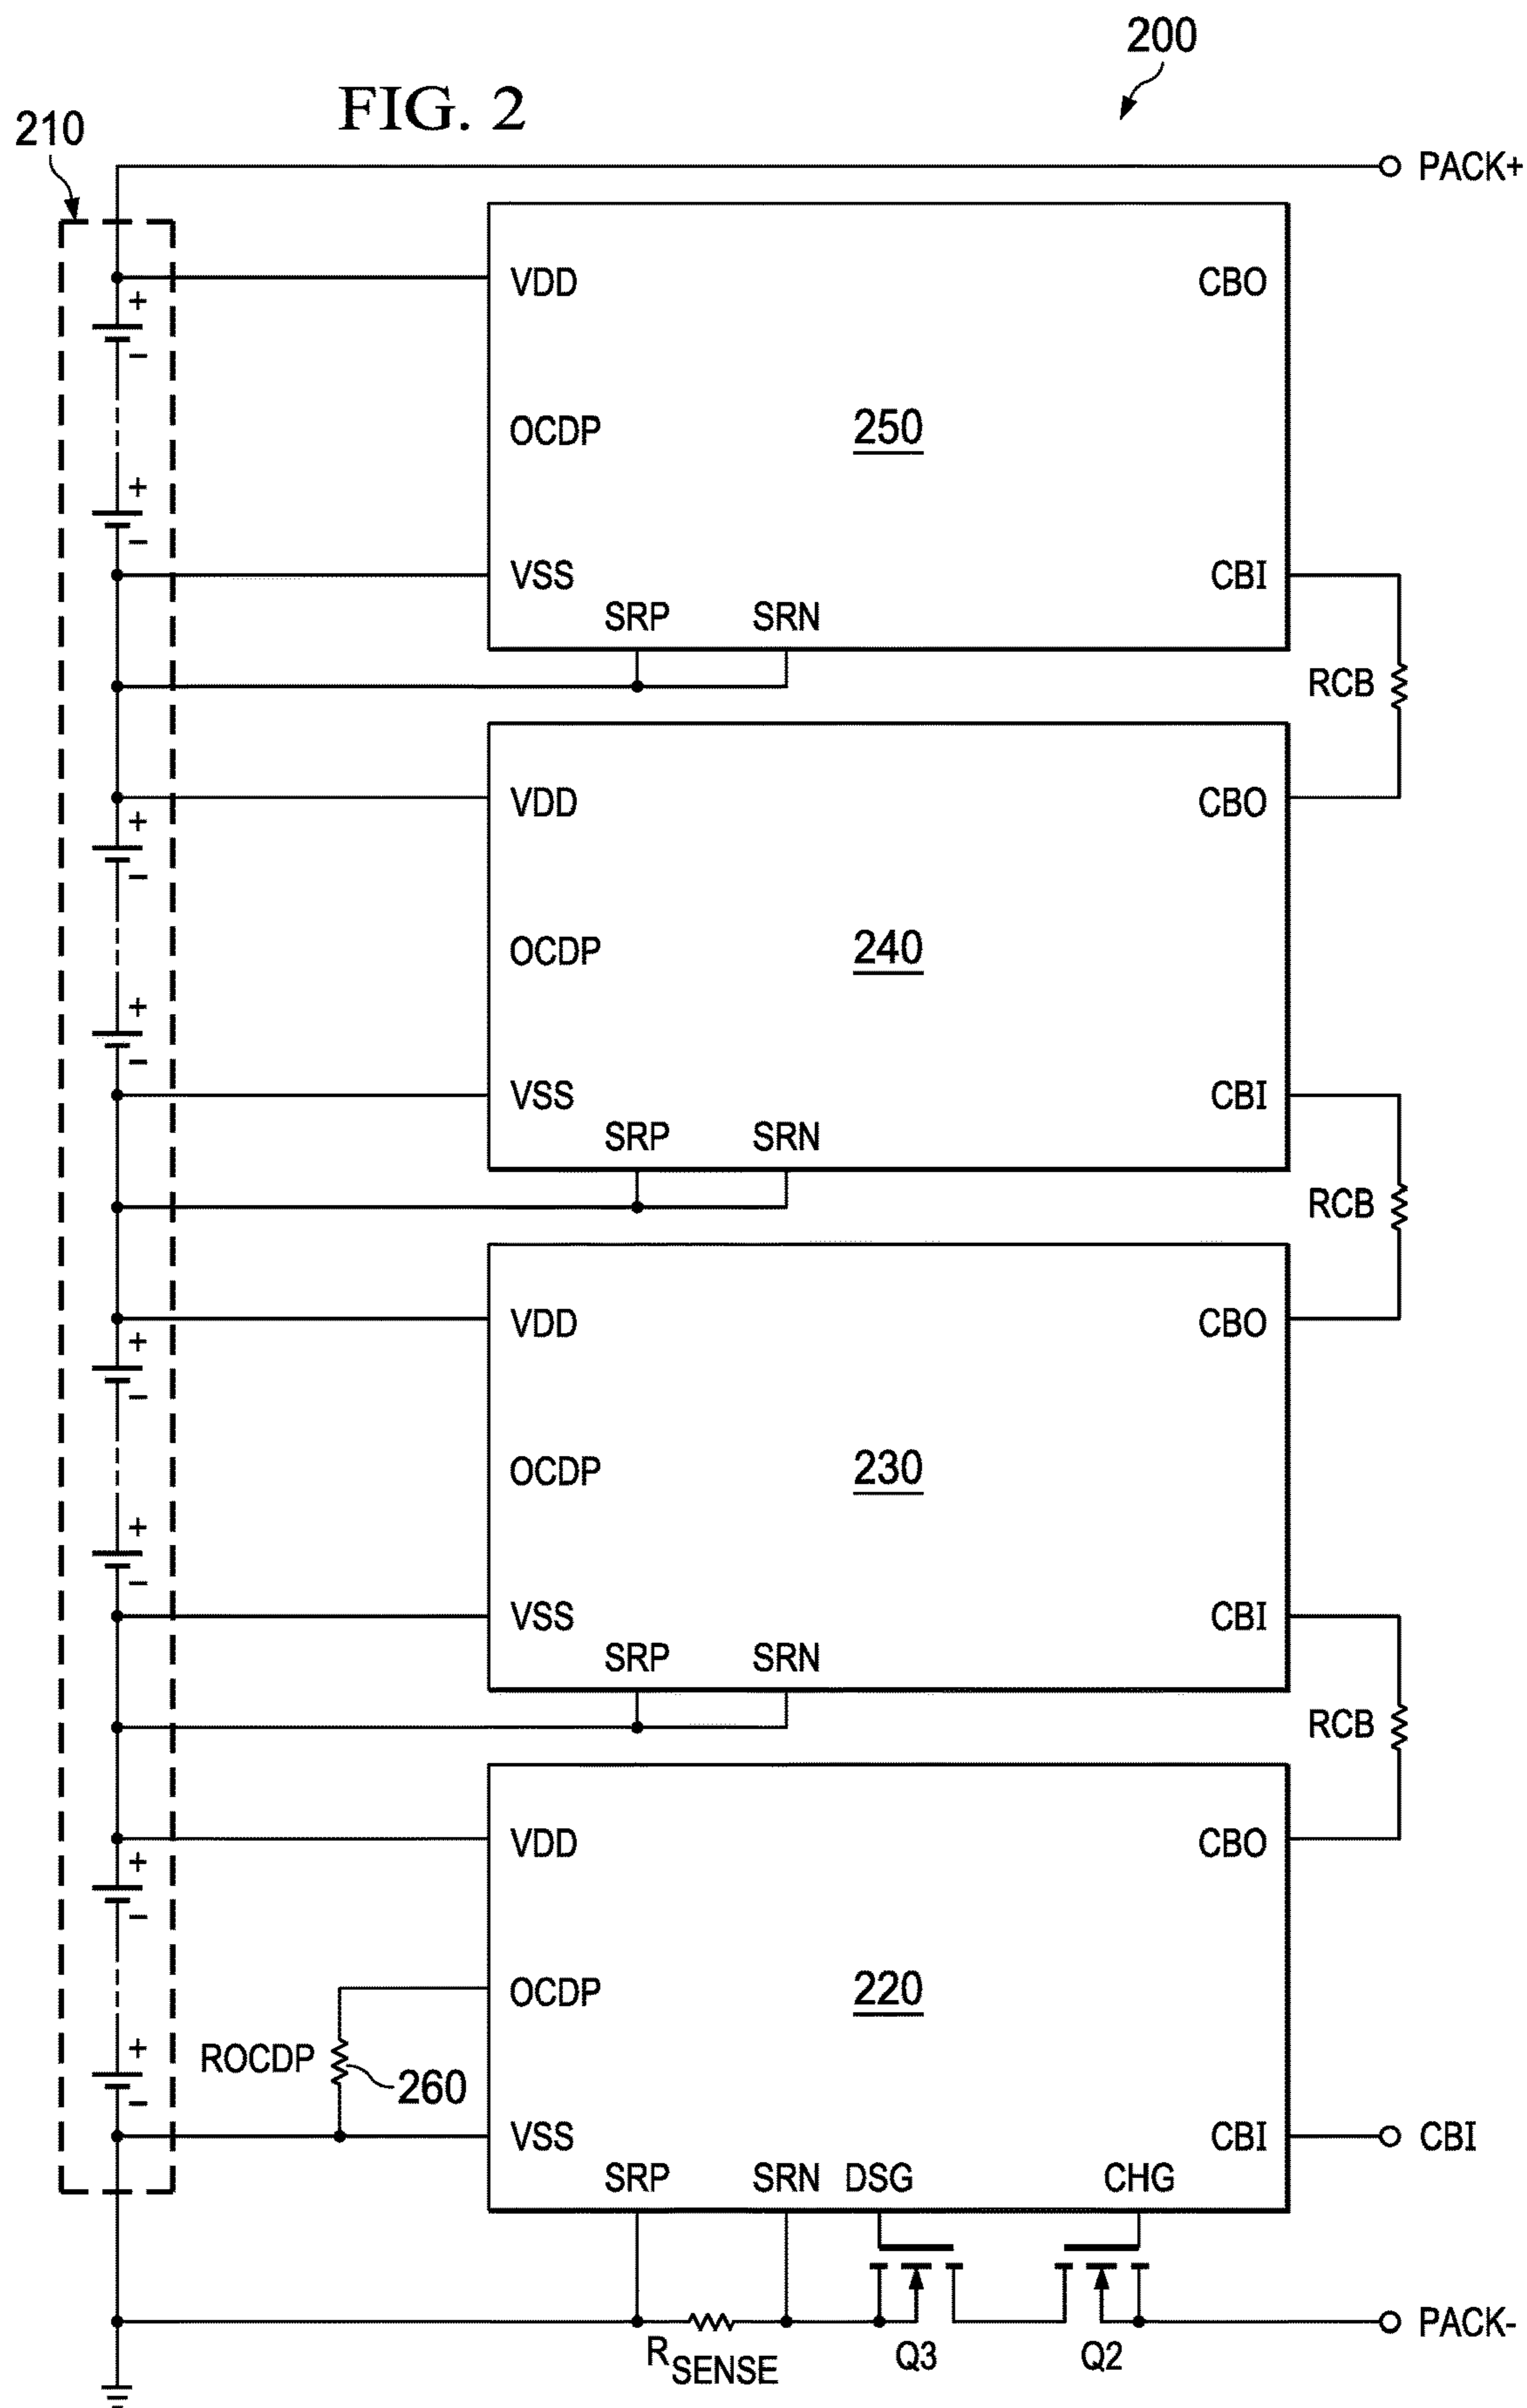 200
FIG. 2
210
PACK+
VDD
CBO
+
−
OCDP
250
+
−
VSS
CBI
SRP
SRN
RCB
VDD
CBO
+
−
OCDP
240
+
−
VSS
CBI
SRP
SRN
RCB
VDD
CBO
+
−
OCDP
230
+
−
VSS
CBI
SRP
SRN
RCB
VDD
CBO
+
−
OCDP
220
ROCDP
260
+
−
VSS
CBI
CBI
SRP
SRN
DSG
CHG
PACK-
RSENSE
Q3
Q2